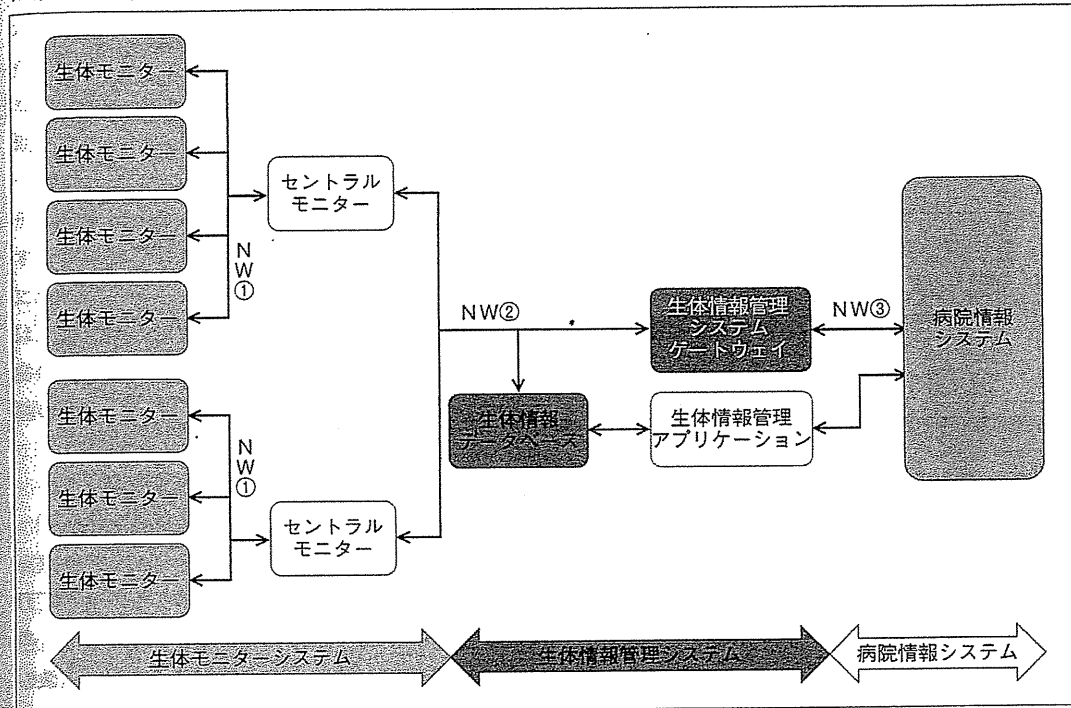 生体モニター
生体モニター
生体モニター
生体モニター
NW①
セントラル
モニター
生体モニター
生体モニター
生体モニター
NW①
セントラル
モニター
NW②
生体情報
データベース
生体情報管理
システム
ゲートウェイ
生体情報管理
アプリケーション
NW③
病院情報
システム
生体モニターシステム
生体情報管理システム
病院情報システム